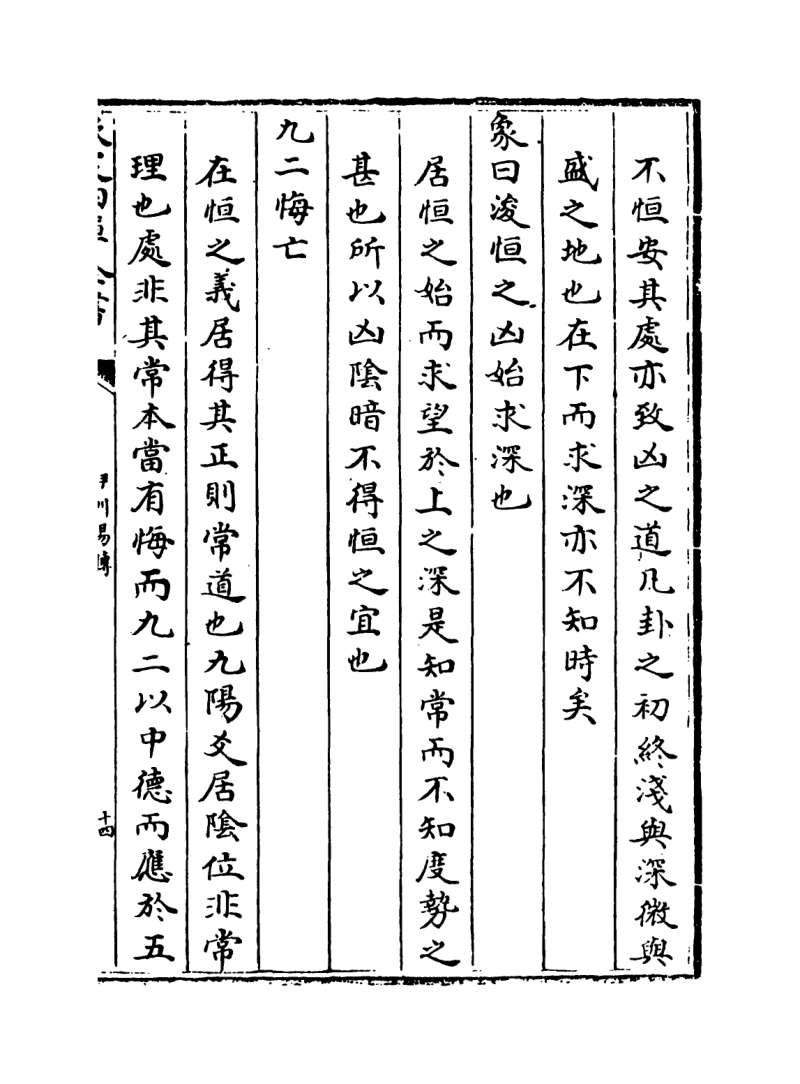 不恒安其處亦致凶之道凡卦之初終淺與深微與
盛之地也在下而求深亦不知時矣
象曰浚恒之凶始求深也
居恒之始而求望於上之深是知常而不知度勢之
甚也所以凶陰暗不得恒之宜也
九二悔亡
在恒之義居得其正則常道也九陽爻居陰位非常
理也處非其常本當有悔而九二以中德而應於五
伊川易傳
十四